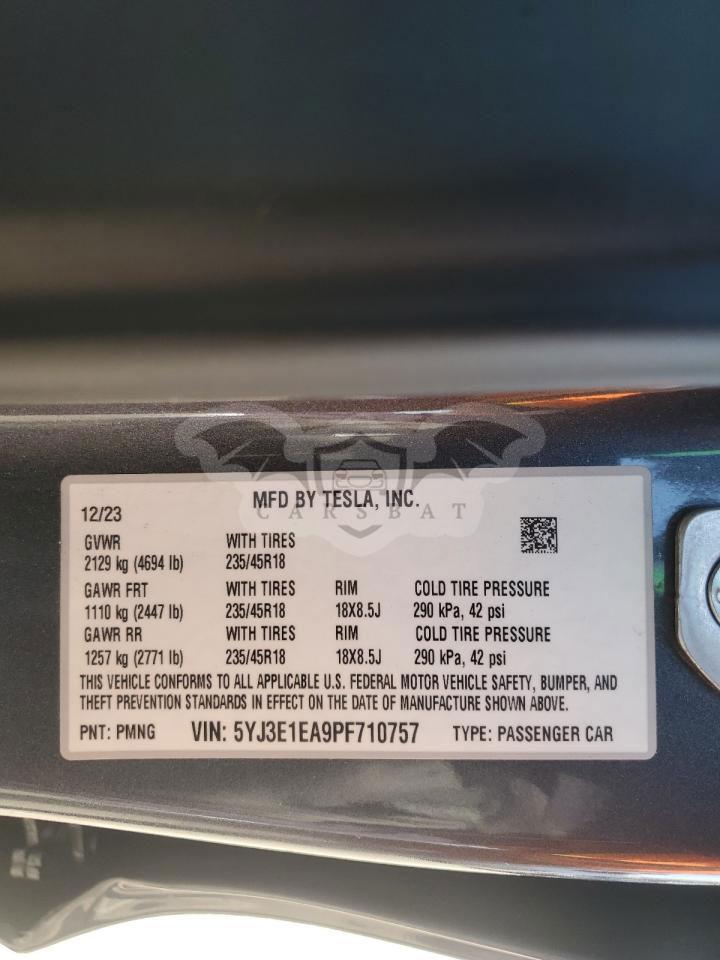 MFD BY TESLA, INC.
12/23
CARSBAT
GVWR WITH TIRES
2129 kg (4694 lb) 235/45R18
GAWR FRT WITH TIRES RIM COLD TIRE PRESSURE
1110 kg (2447 lb) 235/45R18 18X8.5J 290 kPa, 42 psi
GAWR RR WITH TIRES RIM COLD TIRE PRESSURE
1257 kg (2771 lb) 235/45R18 18X8.5J 290 kPa, 42 psi
THIS VEHICLE CONFORMS TO ALL APPLICABLE U.S. FEDERAL MOTOR VEHICLE SAFETY, BUMPER, AND
THEFT PREVENTION STANDARDS IN EFFECT ON THE DATE OF MANUFACTURE SHOWN ABOVE.
PNT: PMNG VIN: 5YJ3E1EA9PF710757 TYPE: PASSENGER CAR